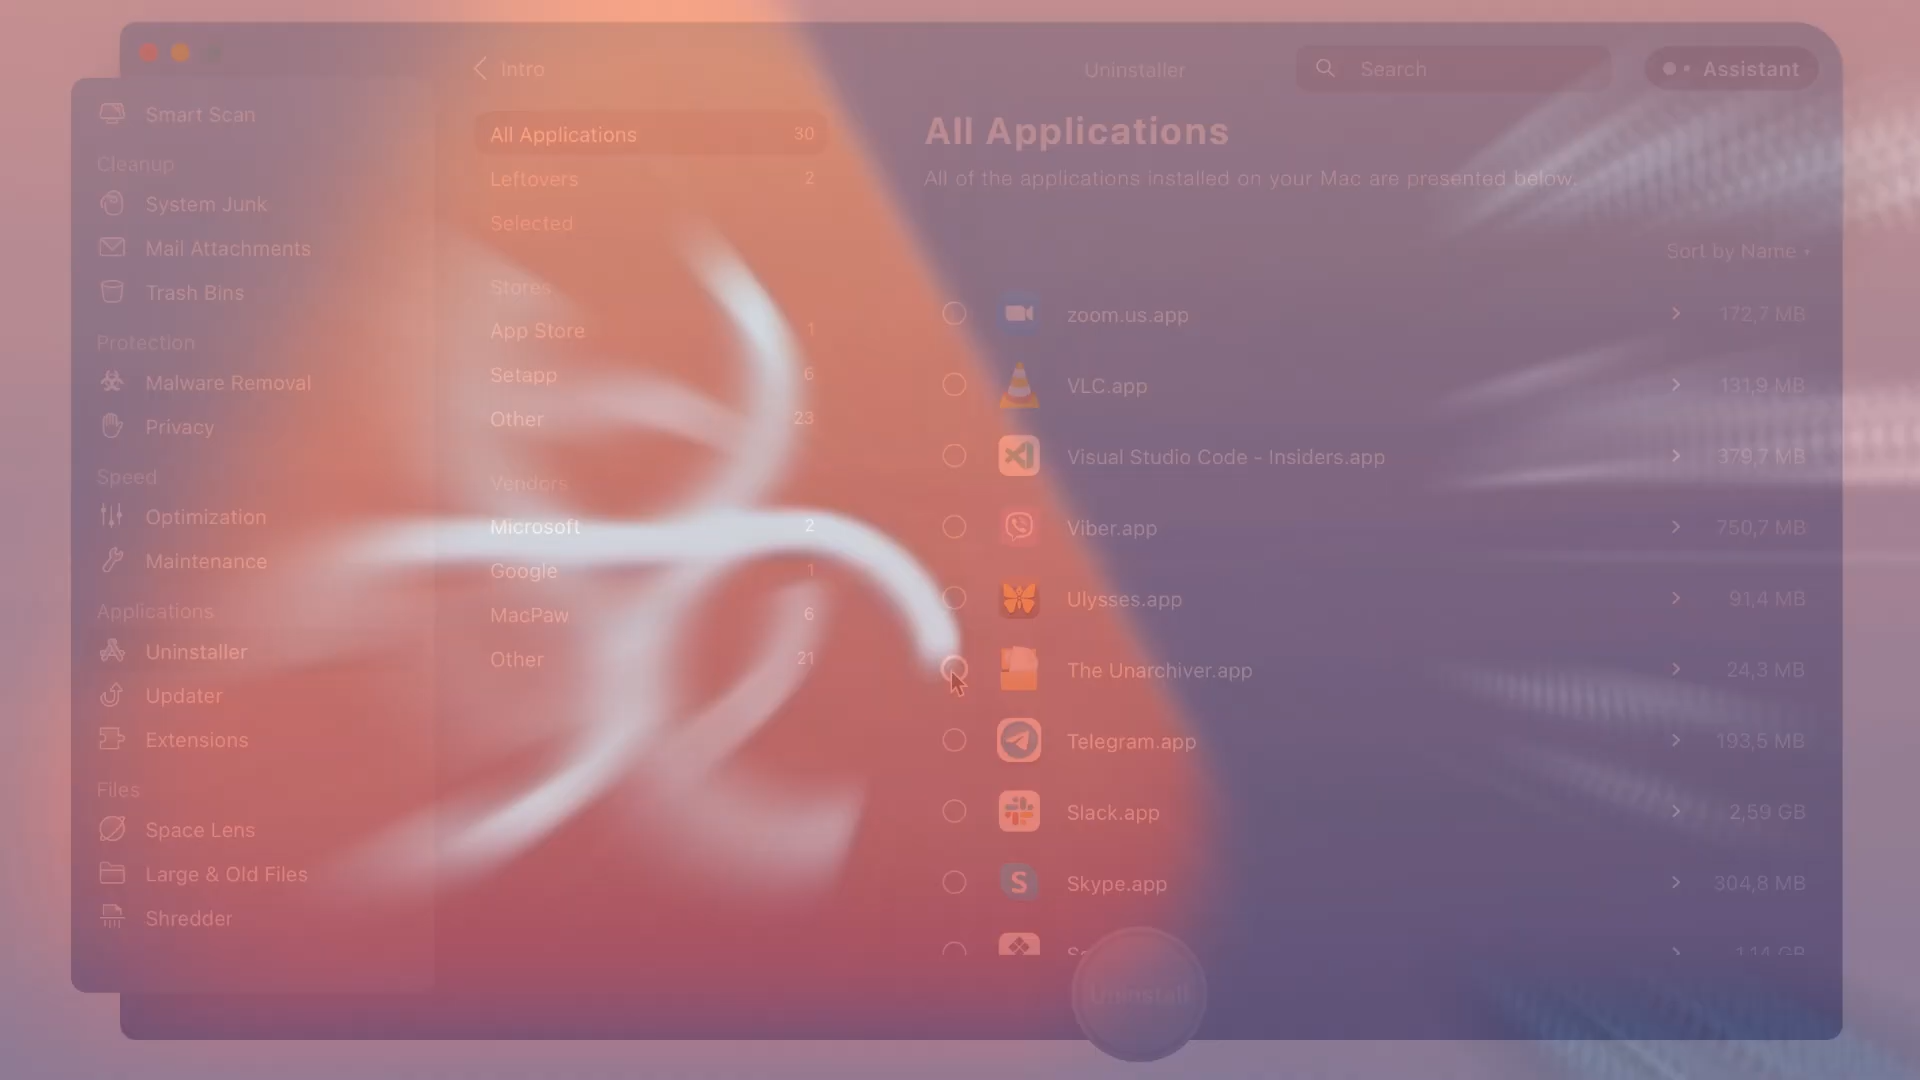 Intro
Uninstaller
Search
Assistant
Smart Scan
Cleanup
System Junk
Mail Attachments
Trash Bins
Protection
Malware Removal
Privacy
Speed
Optimization
Maintenance
Applications
Uninstaller
Updater
Extensions
Files
Space Lens
Large & Old Files
Shredder
All Applications 30
Leftovers 2
Selected
Stores
App Store 1
Setapp 6
Other 23
Vendors
Microsoft 2
Google 1
MacPaw 6
Other 21
All Applications
All of the applications installed on your Mac are presented below.
Sort by Name
zoom.us.app 172,7 MB
VLC.app 131,9 MB
Visual Studio Code - Insiders.app 379,7 MB
Viber.app 750,7 MB
Ulysses.app 91,4 MB
The Unarchiver.app 24,3 MB
Telegram.app 193,5 MB
Slack.app 2,59 GB
Skype.app 304,8 MB
1,14 GB
Uninstall